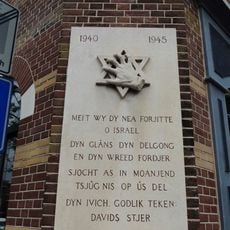 1940 1945
MEIT WY DY NEA FORJITTE
O ISRAEL
DYN GLÂNS DYN DELGONG
EN DYN WREED FORDJER
SJOCHT AS IN MOANJEND
TSJÛGNIS OP ÚS DEL
DYN IVICH, GODLIK TEKEN:
DAVIDS STJER